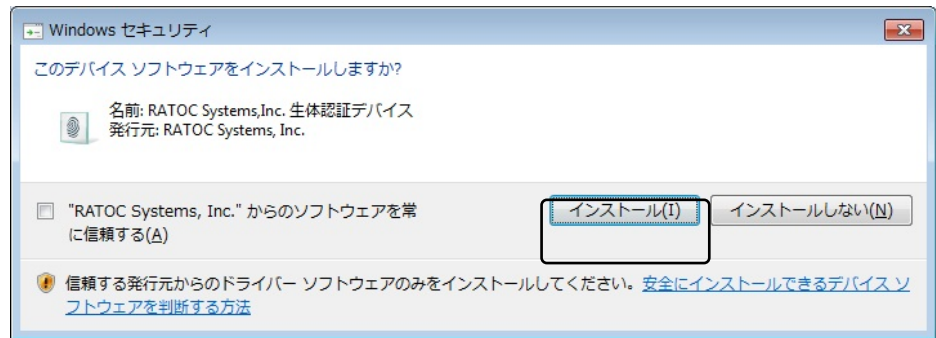 Windows セキュリティ
このデバイス ソフトウェアをインストールしますか?
名前: RATOC Systems,Inc. 生体認証デバイス
発行元: RATOC Systems, Inc.
"RATOC Systems, Inc." からのソフトウェアを常
に信頼する(A)
インストール(I)
インストールしない(N)
信頼する発行元からのドライバー ソフトウェアのみをインストールしてください。安全にインストールできるデバイス ソ
フトウェアを判断する方法